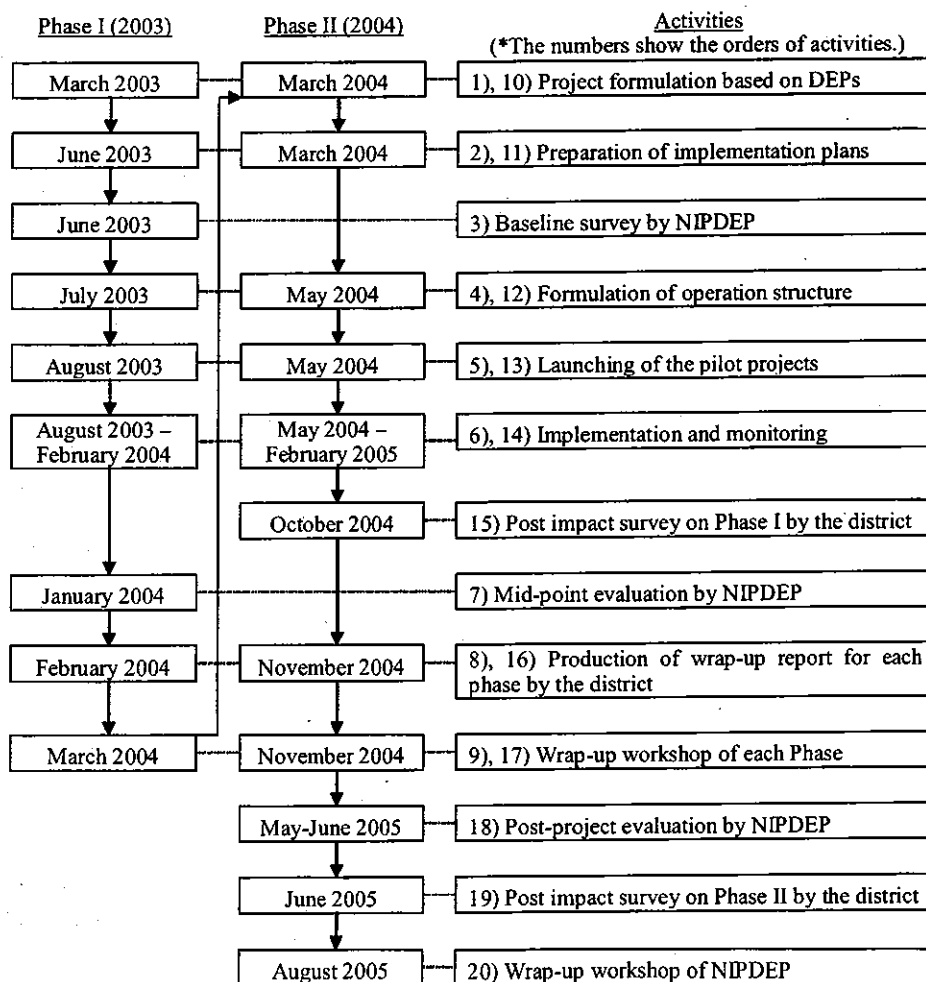 Phase I (2003) Phase II (2004) Activities
(*The numbers show the orders of activities.)
March 2003 March 2004 1), 10) Project formulation based on DEPs
June 2003 March 2004 2), 11) Preparation of implementation plans
June 2003 3) Baseline survey by NIPDEP
July 2003 May 2004 4), 12) Formulation of operation structure
August 2003 May 2004 5), 13) Launching of the pilot projects
August 2003 – May 2004 – 6), 14) Implementation and monitoring
February 2004 February 2005
October 2004 15) Post impact survey on Phase I by the district
January 2004 7) Mid-point evaluation by NIPDEP
February 2004 November 2004 8), 16) Production of wrap-up report for each
phase by the district
March 2004 November 2004 9), 17) Wrap-up workshop of each Phase
May-June 2005 18) Post-project evaluation by NIPDEP
June 2005 19) Post impact survey on Phase II by the district
August 2005 20) Wrap-up workshop of NIPDEP